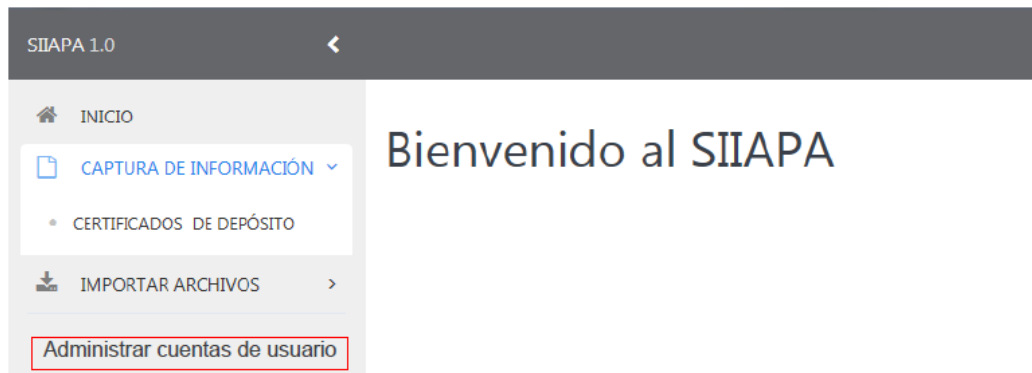 SIIAPA 1.0
INICIO
CAPTURA DE INFORMACIÓN
CERTIFICADOS DE DEPÓSITO
IMPORTAR ARCHIVOS
Administrar cuentas de usuario
Bienvenido al SIIAPA